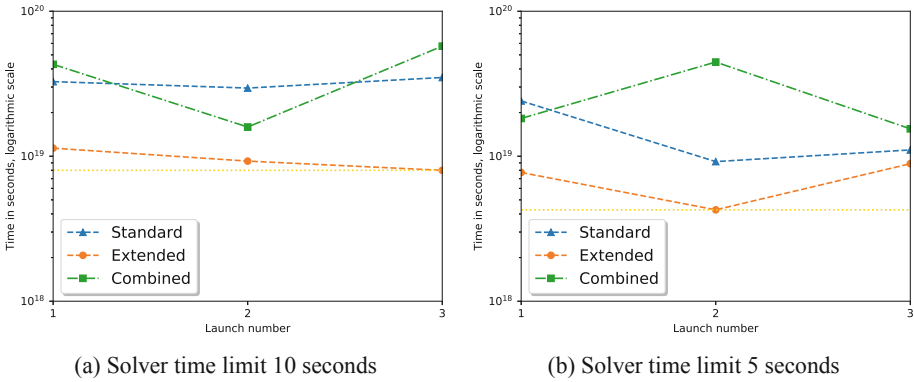 10^20
10^19
10^18
Time in seconds, logarithmic scale
Standard
Extended
Combined
1
2
3
Launch number
(a) Solver time limit 10 seconds
10^20
10^19
10^18
Time in seconds, logarithmic scale
Standard
Extended
Combined
1
2
3
Launch number
(b) Solver time limit 5 seconds